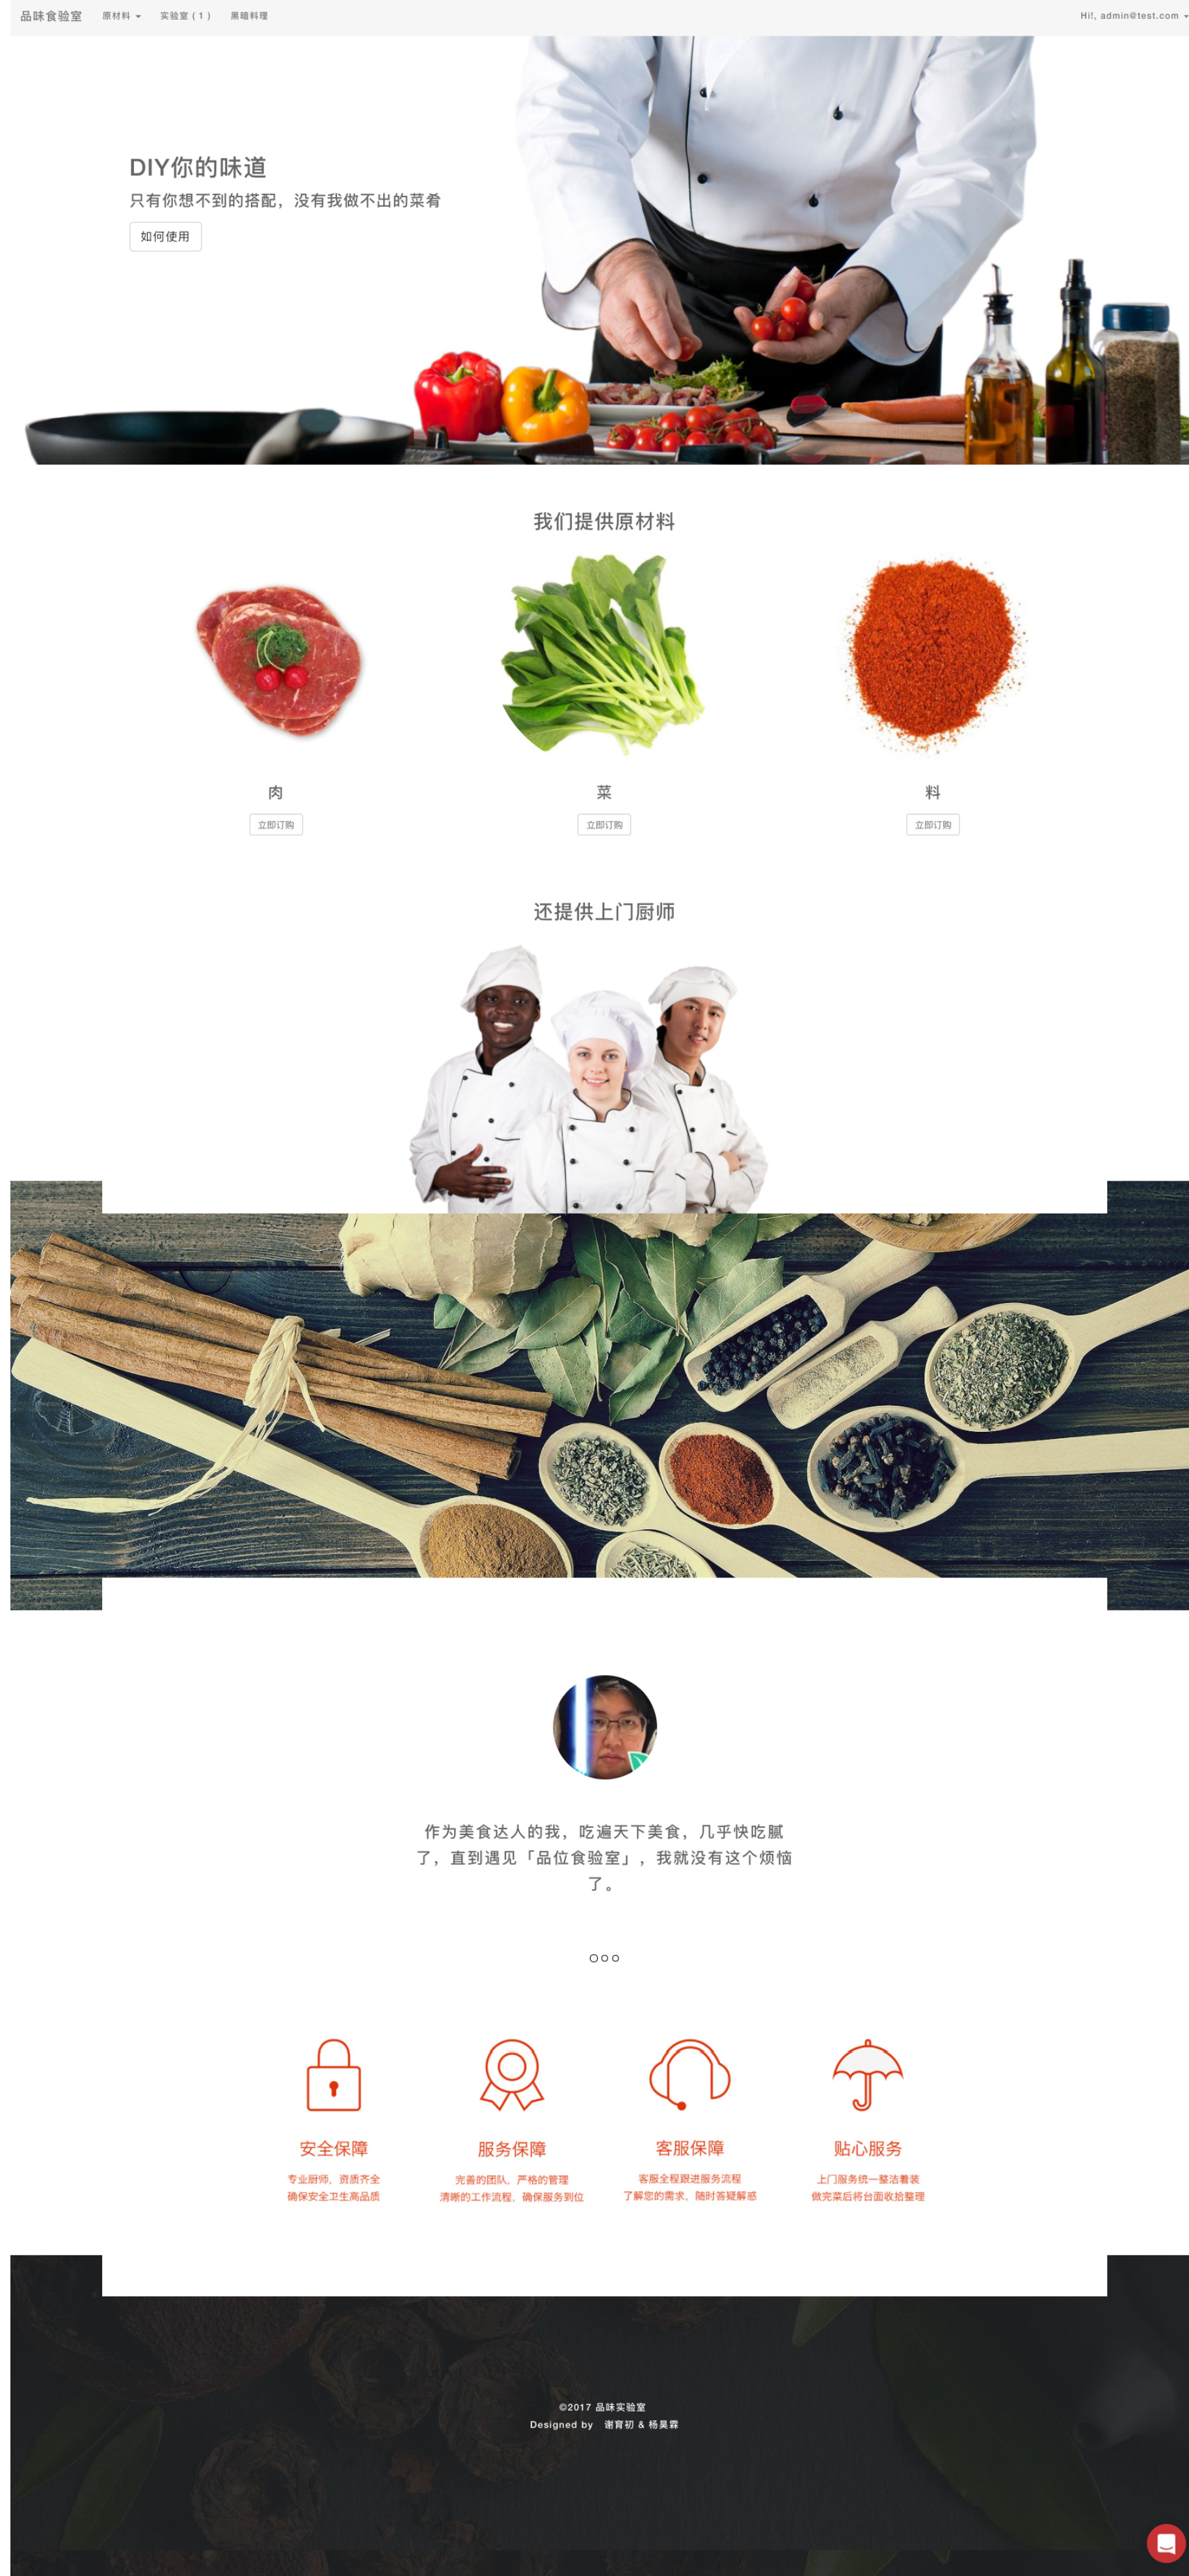 品味食验室 原材料 实验室 ( 1 ) 黑暗料理 Hi!, admin@test.com
DIY你的味道
只有你想不到的搭配，没有我做不出的菜肴
如何使用
我们提供原材料
肉 菜 料
立即订购 立即订购 立即订购
还提供上门厨师
作为美食达人的我，吃遍天下美食，几乎快吃腻
了，直到遇见「品位食验室」，我就没有这个烦恼
了。
安全保障 服务保障 客服保障 贴心服务
专业厨师，资质齐全 完善的团队，严格的管理 客服全程跟进服务流程 上门服务统一整洁着装
确保安全卫生高品质 清晰的工作流程，确保服务到位 了解您的需求，随时答疑解惑 做完菜后将台面收拾整理
©2017 品味实验室
Designed by 谢育初 & 杨昊霖